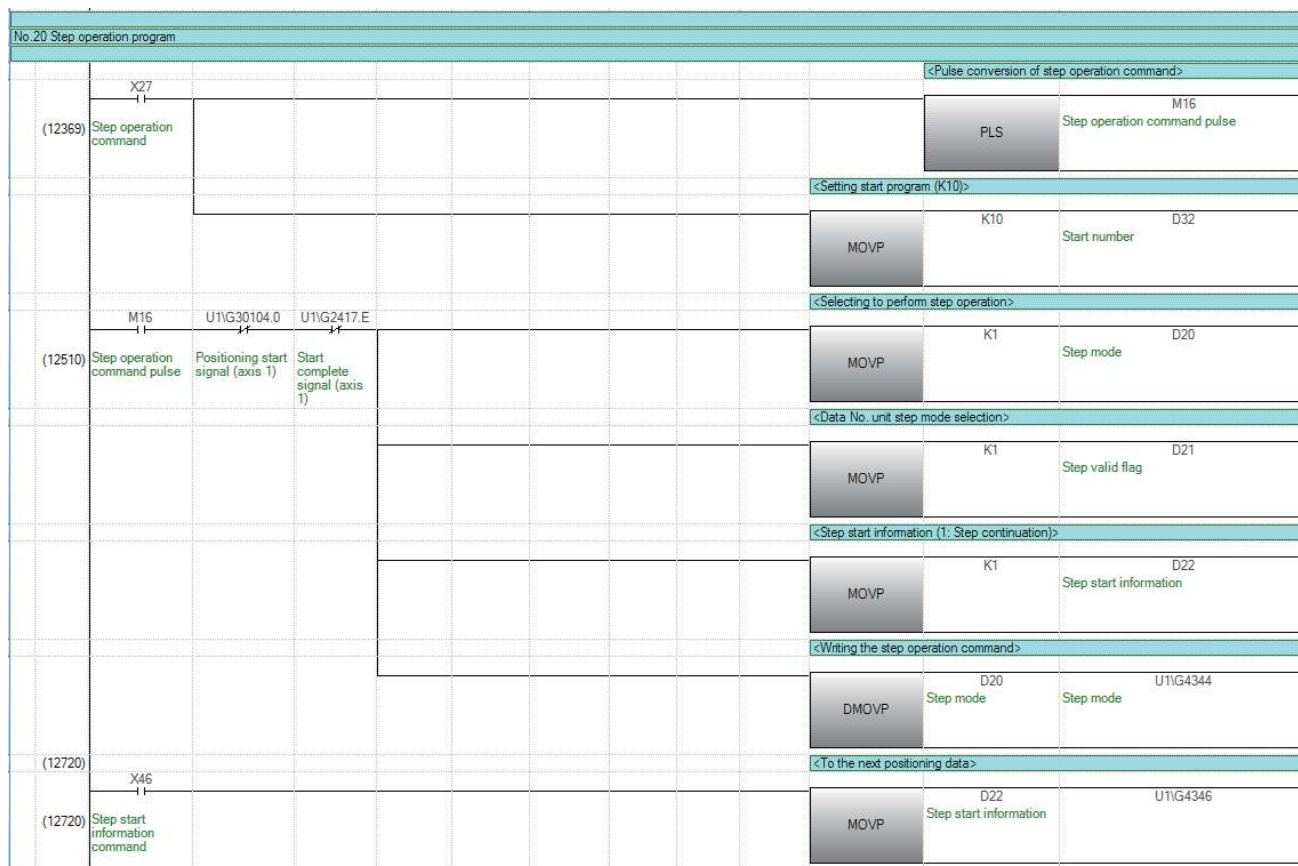 No.20 Step operation program
<Pulse conversion of step operation command>
X27
(12369)
Step operation
command
PLS
M16
Step operation command pulse
<Setting start program (K10)>
MOVP
K10
D32
Start number
<Selecting to perform step operation>
M16
U1\G30104.0
U1\G2417.E
(12510)
Step operation
command pulse
Positioning start
signal (axis 1)
Start
complete
signal (axis
1)
MOVP
K1
D20
Step mode
<Data No. unit step mode selection>
MOVP
K1
D21
Step valid flag
<Step start information (1: Step continuation)>
MOVP
K1
D22
Step start information
<Writing the step operation command>
DMOVP
D20
Step mode
U1\G4344
Step mode
(12720)
<To the next positioning data>
X46
(12720)
Step start
information
command
MOVP
D22
Step start information
U1\G4346